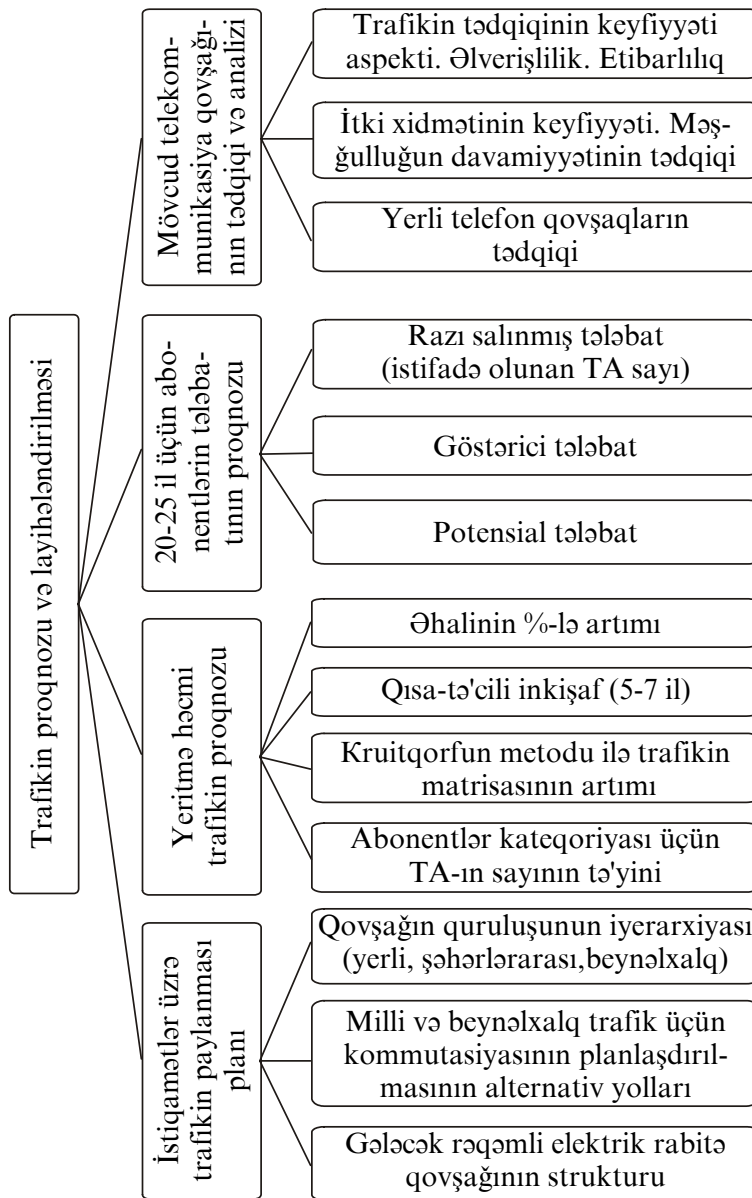 Trafikin proqnozu və layihələndirilməsi
Mövcud telekom-
munikasiya qovşağı-
nın tədqiqi və analizi
Trafikin tədqiqinin keyfiyyəti
aspekti. Əlverişlilik. Etibarlılıq
İtki xidmətinin keyfiyyəti. Məş-
ğulluğun davamiyyətinin tədqiqi
Yerli telefon qovşaqların
tədqiqi
20-25 il üçün abo-
nentlərin tələba-
tının proqnozu
Razı salınmış tələbat
(istifadə olunan TA sayı)
Göstərici tələbat
Potensial tələbat
Yeritmə həcmi
trafikin proqnozu
Əhalinin %-lə artımı
Qısa-tə'cili inkişaf (5-7 il)
Kruitqorfun metodu ilə trafikin
matrisasının artımı
Abonentlər kateqoriyası üçün
TA-ın sayının tə'yini
İstiqamətlər üzrə
trafikin paylanması
planı
Qovşağın quruluşunun iyerarxiyası
(yerli, şəhərlərarası,beynəlxalq)
Milli və beynəlxalq trafik üçün
kommutasiyasının planlaşdırıl-
masının alternativ yolları
Gələcək rəqəmli elektrik rabitə
qovşağının strukturu